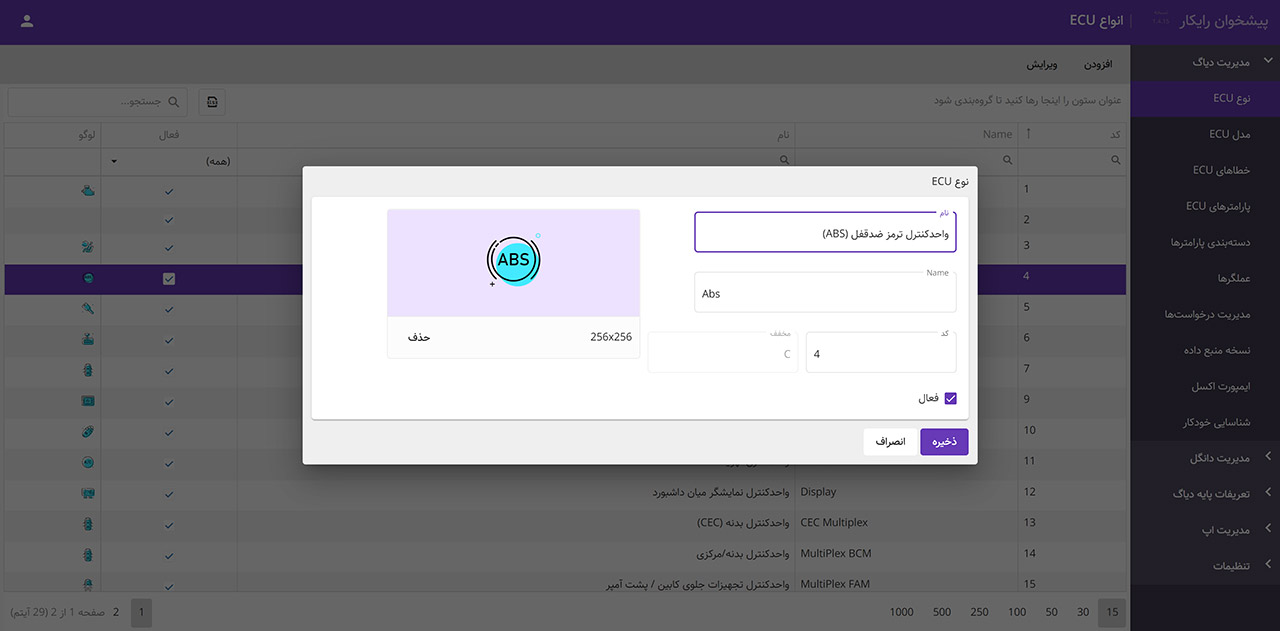 پیشخوان رایکار
انواع ECU
مدیریت دیاگ
نوع ECU
مدل ECU
خطاهای ECU
پارامترهای ECU
دسته‌بندی پارامترها
عملگرها
مدیریت درخواست‌ها
نسخه منبع داده
ایمپورت اکسل
شناسایی خودکار
مدیریت دانگل
تعریفات پایه دیاگ
مدیریت اپ
تنظیمات
افزودن ویرایش
عنوان ستون را اینجا رها کنید تا گروه‌بندی شود
جستجو...
کد Name نام فعال لوگو
(همه)
1
2
3
4
5
6
7
9
10
11
12 Display واحدکنترل نمایشگر میان داشبورد
13 CEC Multiplex واحدکنترل بدنه (CEC)
14 MultiPlex BCM واحدکنترل بدنه/مرکزی
15 MultiPlex FAM واحدکنترل تجهیزات جلوی کابین / پشت آمپر
نوع ECU
نام
واحدکنترل ترمز ضدقفل (ABS)
Name
Abs
کد
4
مخفف
C
فعال
ABS
256x256
حذف
ذخیره
انصراف
15 30 50 100 250 500 1000
صفحه 1 از 2 (29 آیتم) 2 1